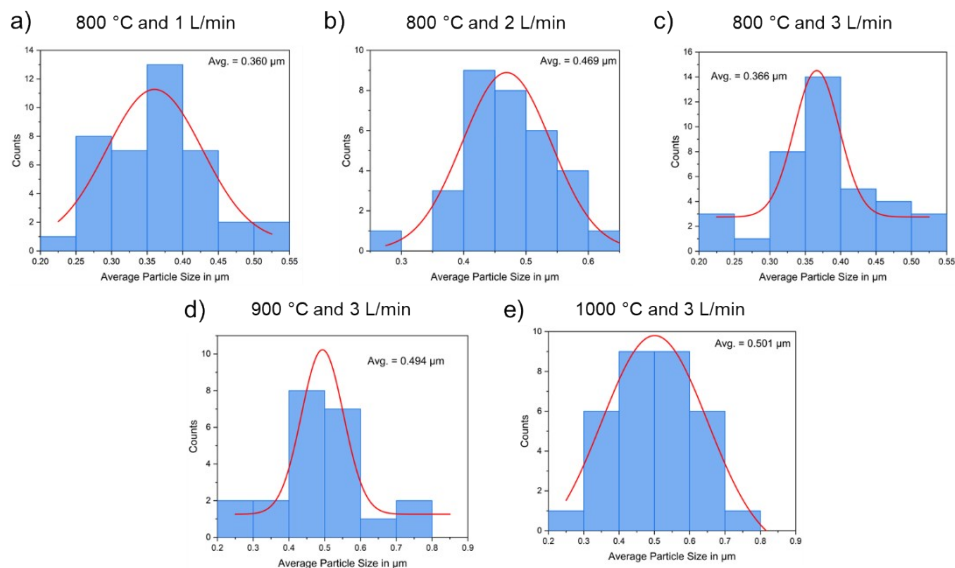 a) 800 °C and 1 L/min
14
12
10
8
6
4
2
0
Counts
Avg. = 0.360 µm
0.20 0.25 0.30 0.35 0.40 0.45 0.50 0.55
Average Particle Size in µm
b) 800 °C and 2 L/min
10
8
6
4
2
0
Counts
Avg. = 0.469 µm
0.3 0.4 0.5 0.6
Average Particle Size in µm
c) 800 °C and 3 L/min
16
14
12
10
8
6
4
2
0
Counts
Avg. = 0.366 µm
0.20 0.25 0.30 0.35 0.40 0.45 0.50 0.55
Average Particle Size in µm
d) 900 °C and 3 L/min
10
8
6
4
2
0
Counts
Avg. = 0.494 µm
0.2 0.3 0.4 0.5 0.6 0.7 0.8 0.9
Average Particle Size in µm
e) 1000 °C and 3 L/min
10
8
6
4
2
0
Counts
Avg. = 0.501 µm
0.2 0.3 0.4 0.5 0.6 0.7 0.8 0.9
Average Particle Size in µm